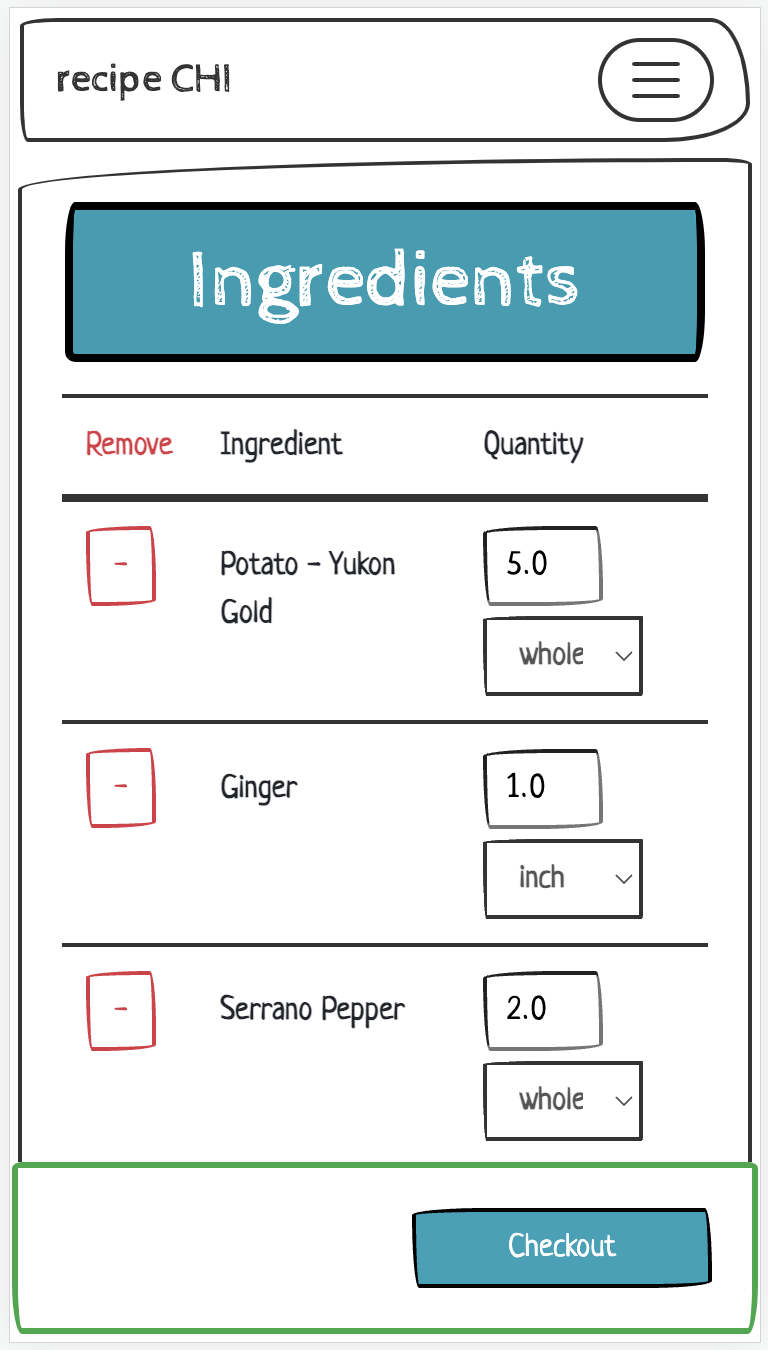 recipe CHI
Ingredients
Remove Ingredient Quantity
- Potato - Yukon 5.0
Gold
whole
- Ginger 1.0
inch
- Serrano Pepper 2.0
whole
Checkout